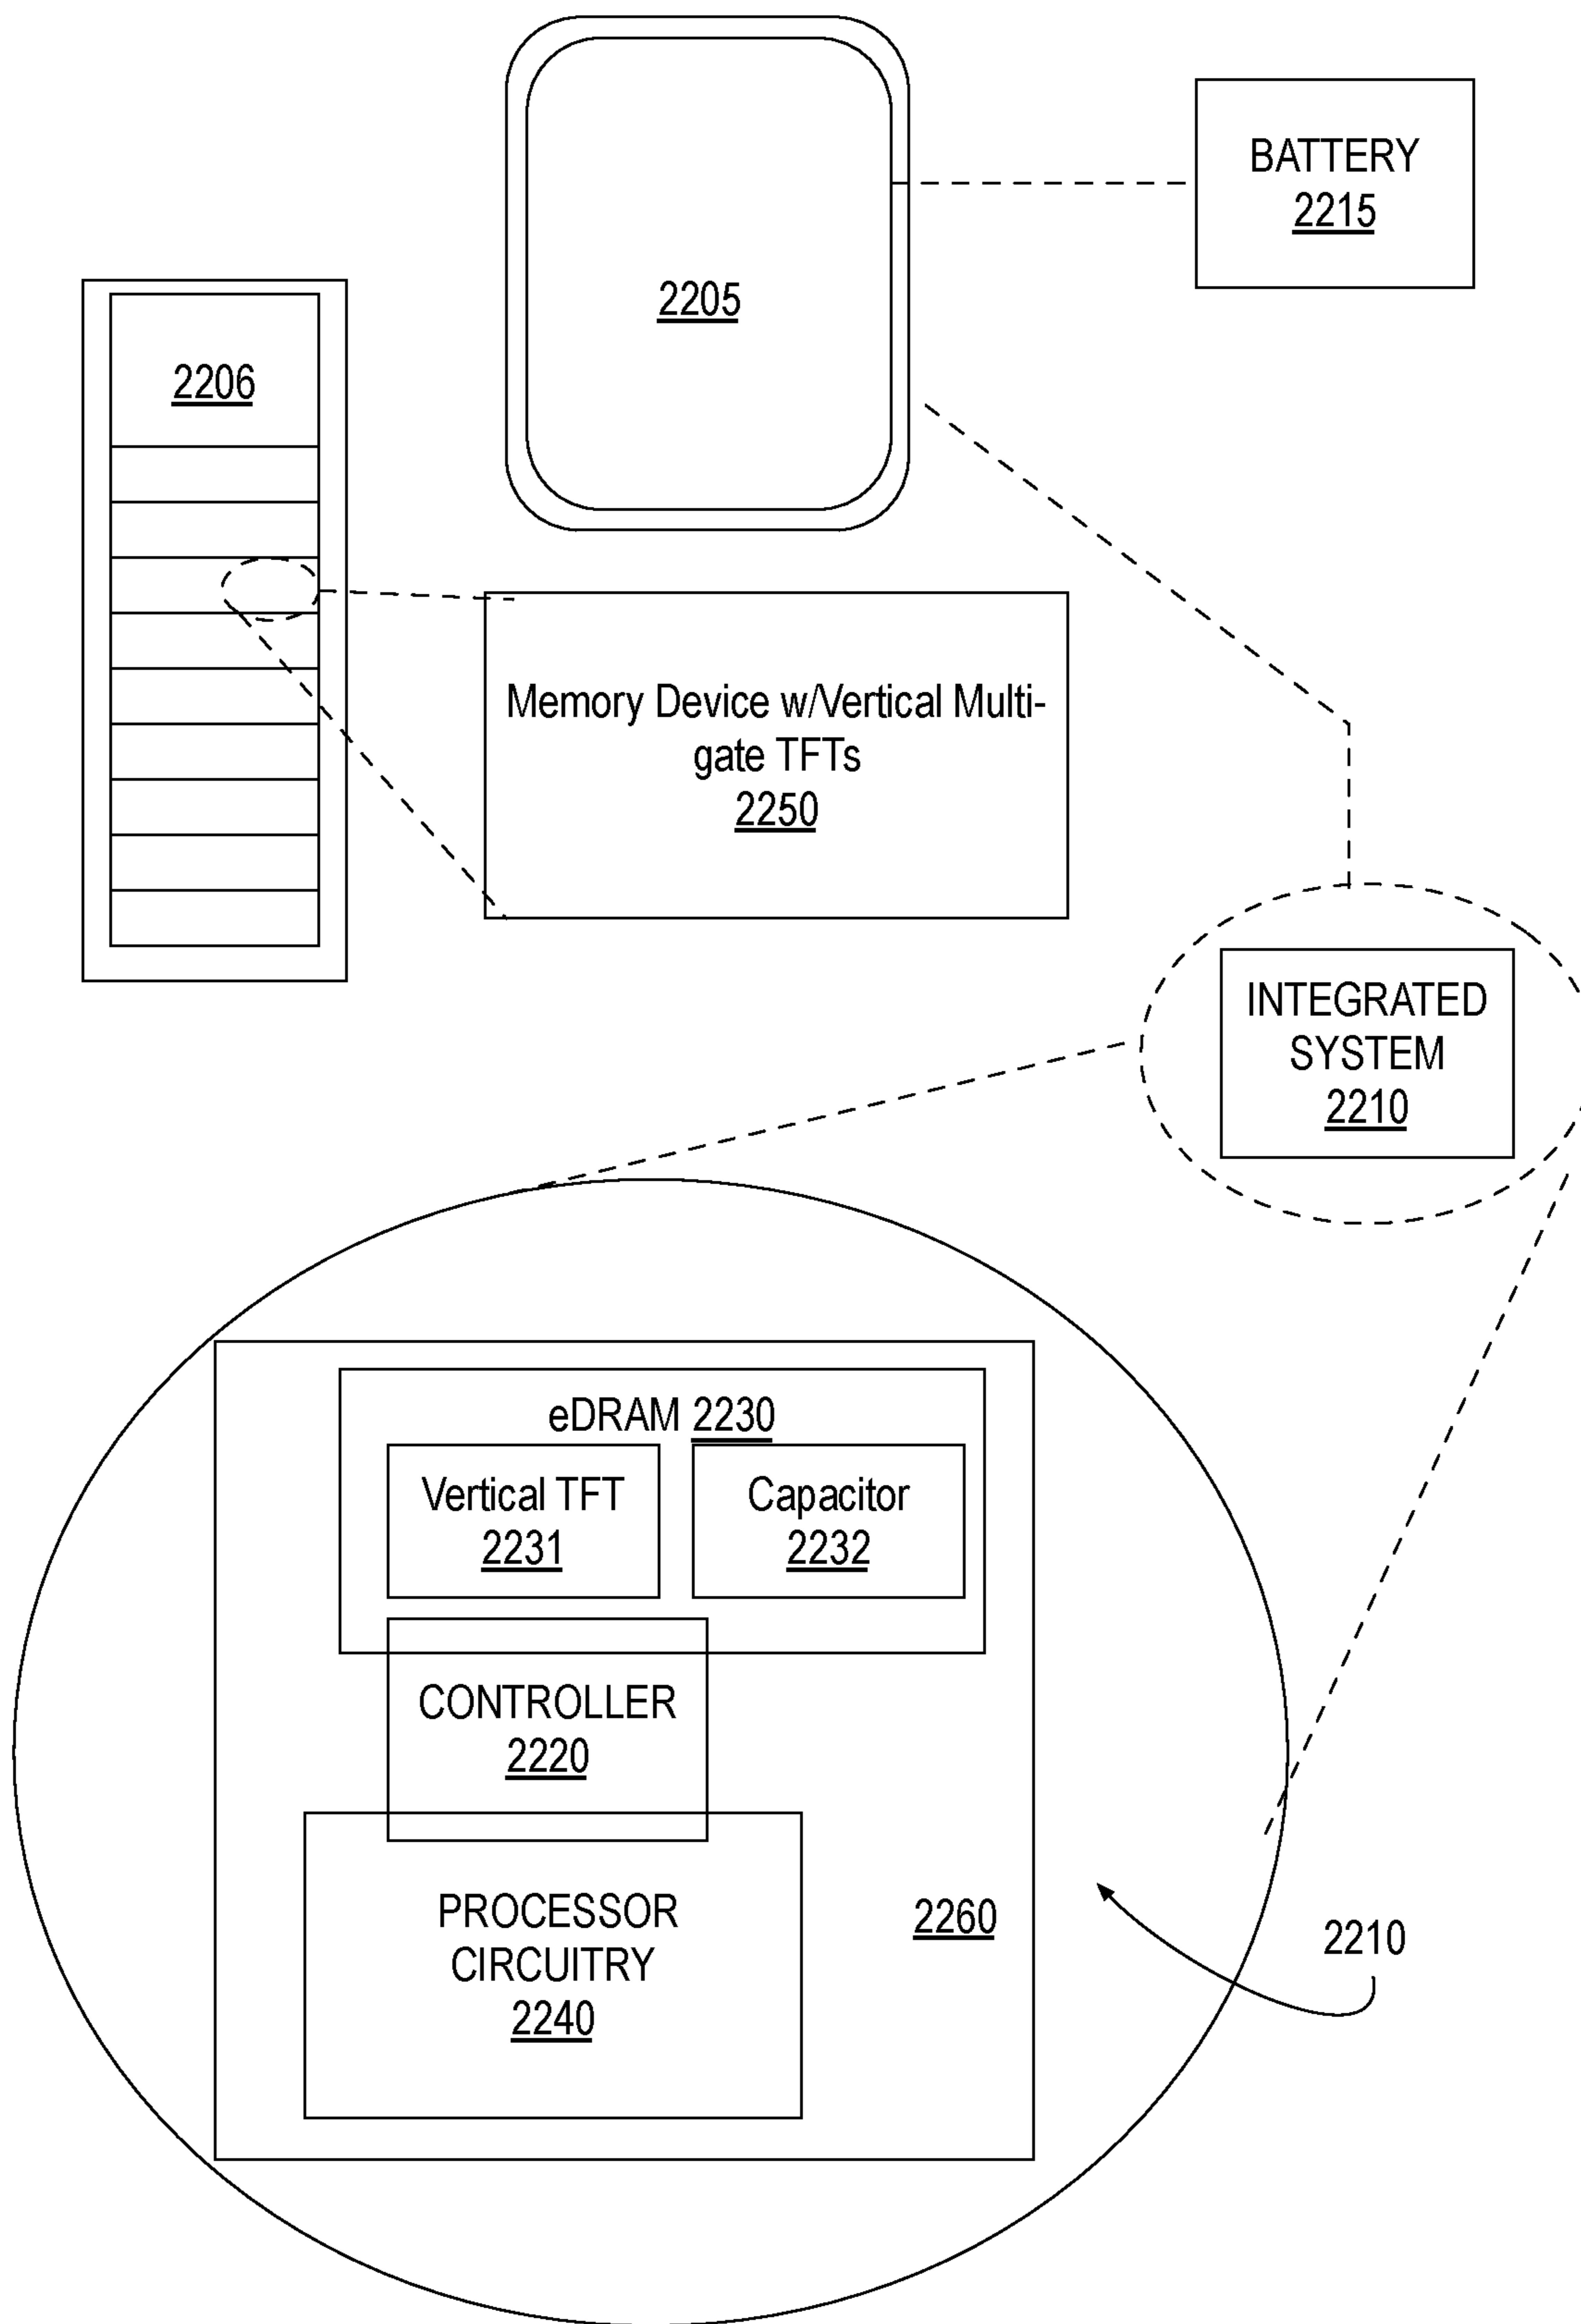 BATTERY
2215
2205
2206
Memory Device w/Vertical Multi-
gate TFTs
2250
INTEGRATED
SYSTEM
2210
eDRAM 2230
Vertical TFT
2231
Capacitor
2232
CONTROLLER
2220
PROCESSOR
CIRCUITRY
2240
2260
2210